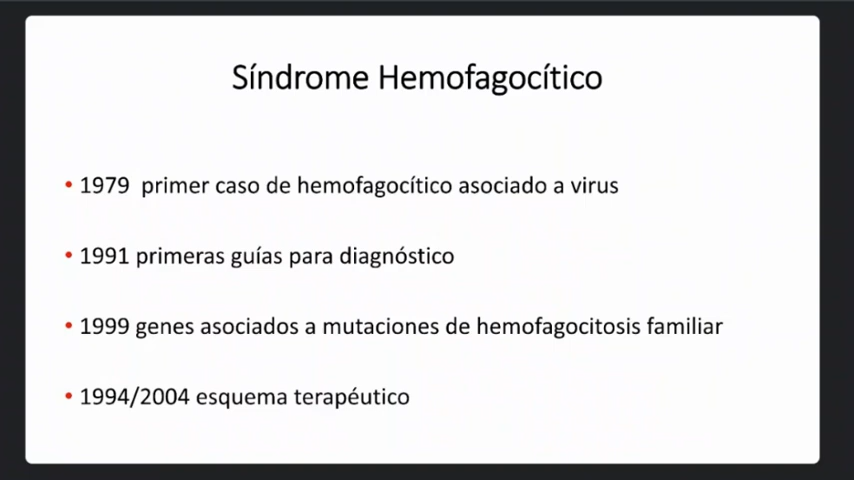 Síndrome Hemofagocítico
• 1979 primer caso de hemofagocítico asociado a virus
• 1991 primeras guías para diagnóstico
• 1999 genes asociados a mutaciones de hemofagocitosis familiar
• 1994/2004 esquema terapéutico